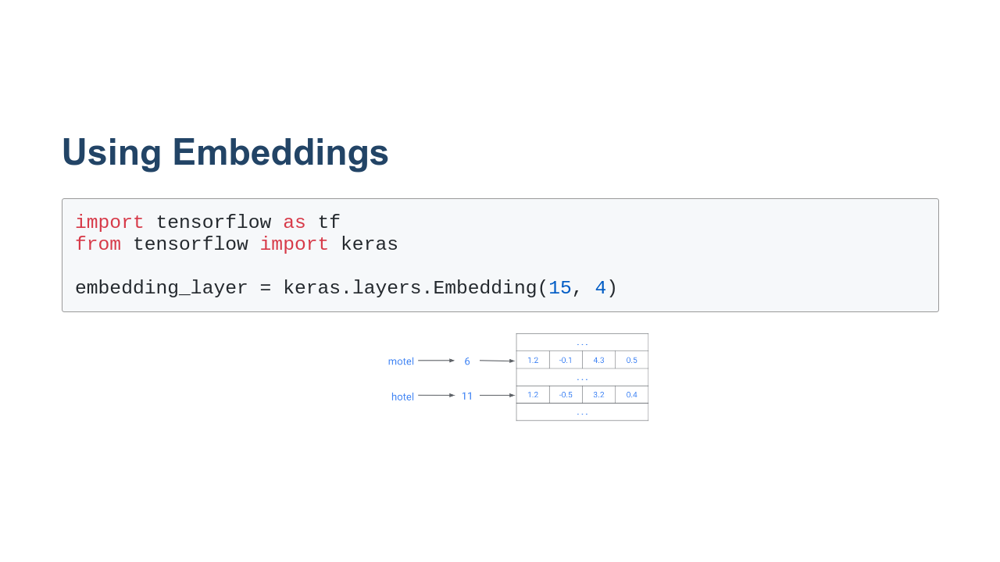 Using Embeddings
import tensorflow as tf
from tensorflow import keras
embedding_layer = keras.layers.Embedding(15, 4)
...
motel 6 1.2 -0.1 4.3 0.5
...
hotel 11 1.2 -0.5 3.2 0.4
...